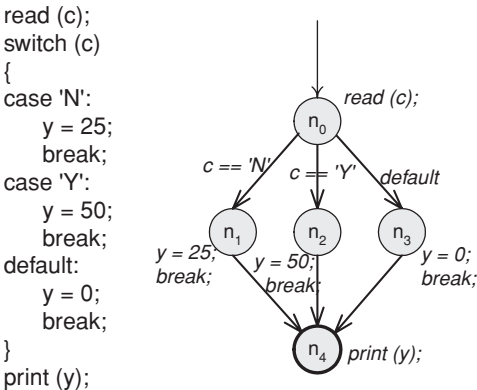 read (c);
switch (c)
{
case 'N':
y = 25;
break;
case 'Y':
y = 50;
break;
default:
y = 0;
break;
}
print (y);
read (c);
n0
c == 'N'
c == 'Y'
default
n1
n2
n3
y = 25;
break;
y = 50;
break;
y = 0;
break;
n4
print (y);